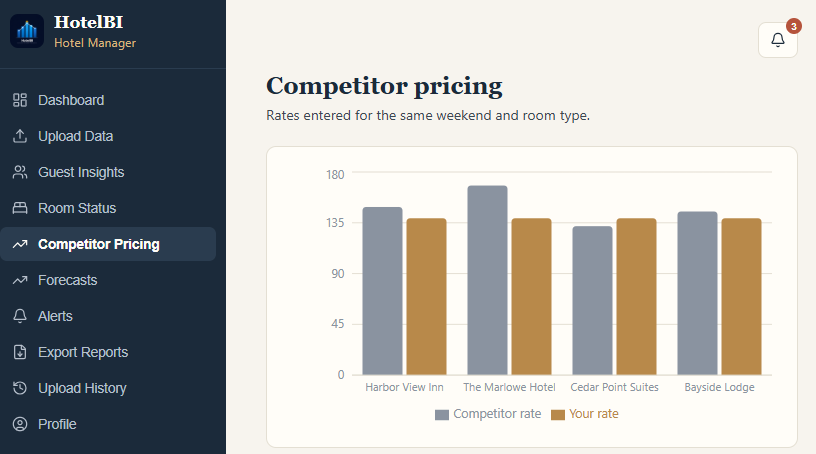 HotelBI
Hotel Manager
Dashboard
Upload Data
Guest Insights
Room Status
Competitor Pricing
Forecasts
Alerts
Export Reports
Upload History
Profile
3
Competitor pricing
Rates entered for the same weekend and room type.
180
135
90
45
0
Harbor View Inn The Marlowe Hotel Cedar Point Suites Bayside Lodge
Competitor rate Your rate